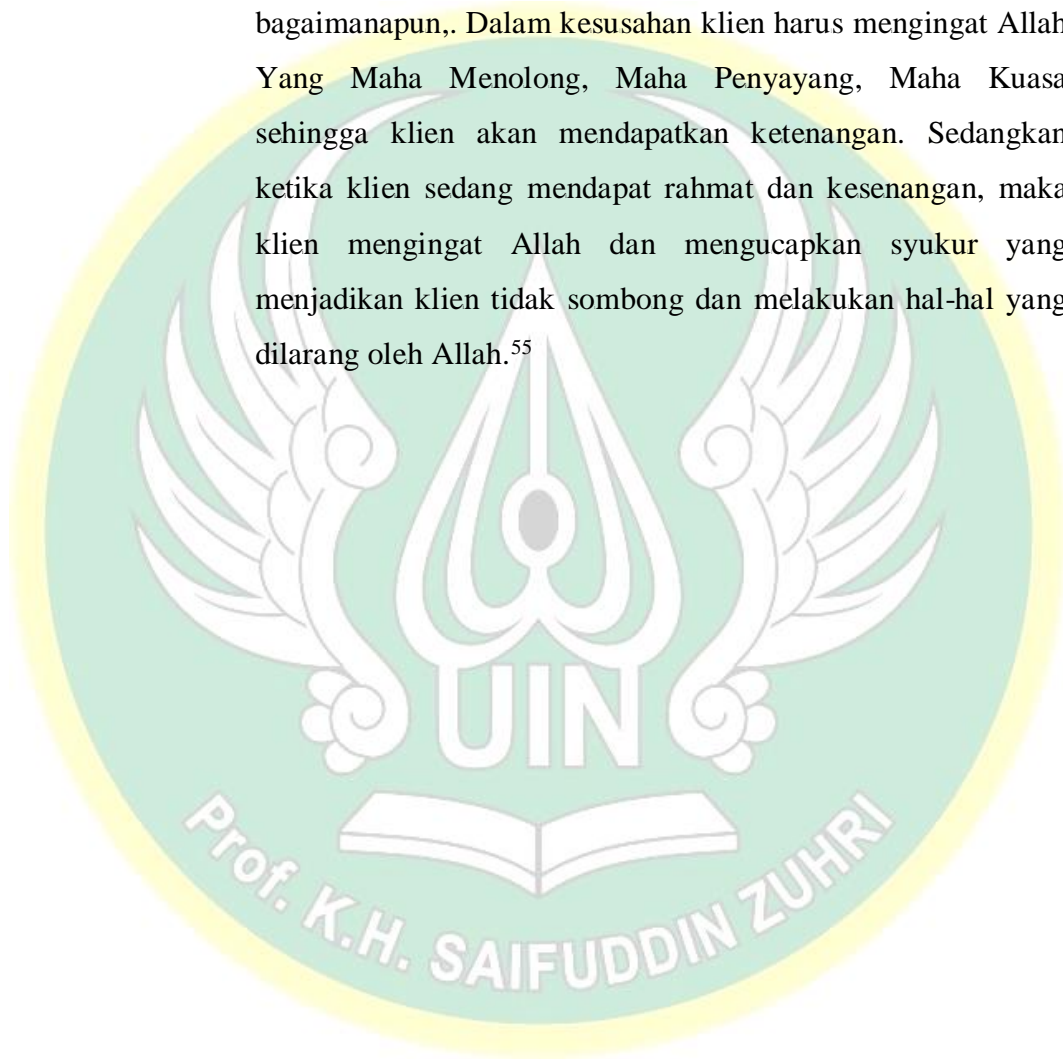 bagaimanapun,. Dalam kesusahan klien harus mengingat Allah
Yang Maha Menolong, Maha Penyayang, Maha Kuasa
sehingga klien akan mendapatkan ketenangan. Sedangkan
ketika klien sedang mendapat rahmat dan kesenangan, maka
klien mengingat Allah dan mengucapkan syukur yang
menjadikan klien tidak sombong dan melakukan hal-hal yang
dilarang oleh Allah.55
UIN
Prof. K.H. SAIFUDDIN ZUHRI